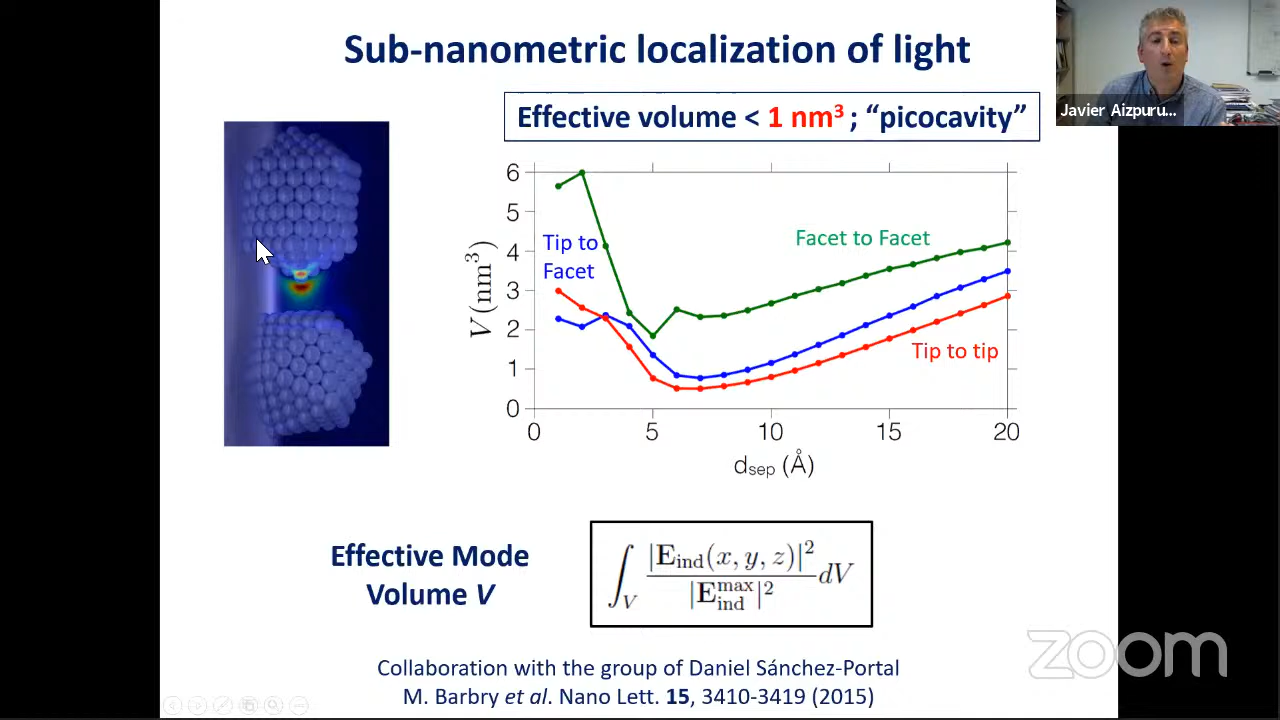 Sub-nanometric localization of light
Effective volume < 1 nm³ ; “picocavity”
Javier Aizpuru...
6
5
4
3
2
1
0
V (nm³)
Tip to
Facet
Facet to Facet
Tip to tip
0 5 10 15 20
dsep (Å)
Effective Mode
Volume V
∫_V |E_ind(x, y, z)|² / |E_ind^max|² dV
Collaboration with the group of Daniel Sánchez-Portal
M. Barbry et al. Nano Lett. 15, 3410-3419 (2015)
zoom